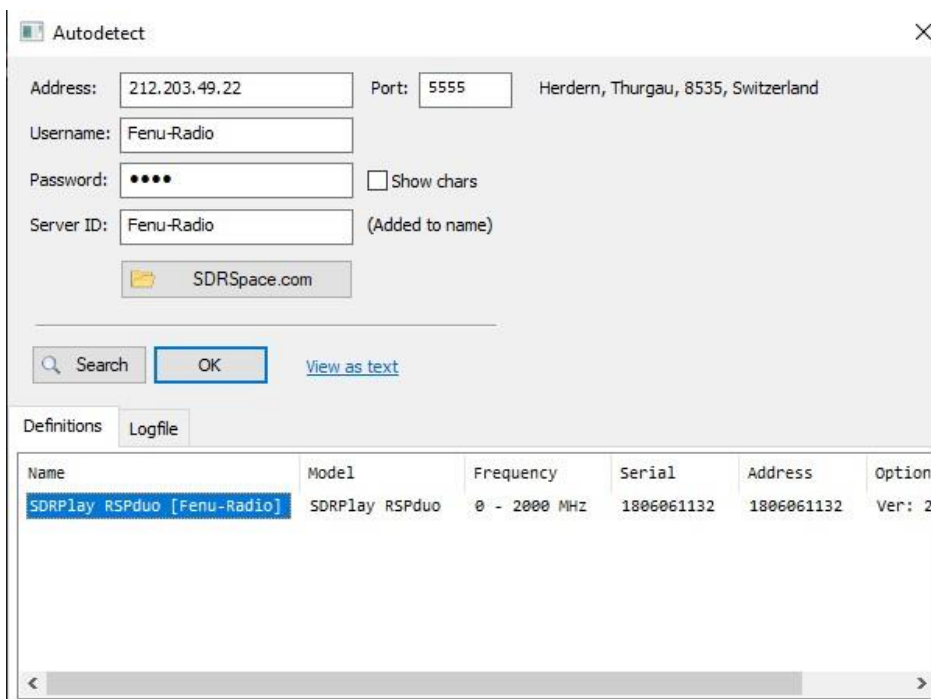 Autodetect
Address: 212.203.49.22 Port: 5555 Herdern, Thurgau, 8535, Switzerland
Username: Fenu-Radio
Password: •••• Show chars
Server ID: Fenu-Radio (Added to name)
SDRSpace.com
Search OK View as text
Definitions Logfile
Name Model Frequency Serial Address Option
SDRPlay RSPduo [Fenu-Radio] SDRPlay RSPduo 0 - 2000 MHz 1806061132 1806061132 Ver: 2